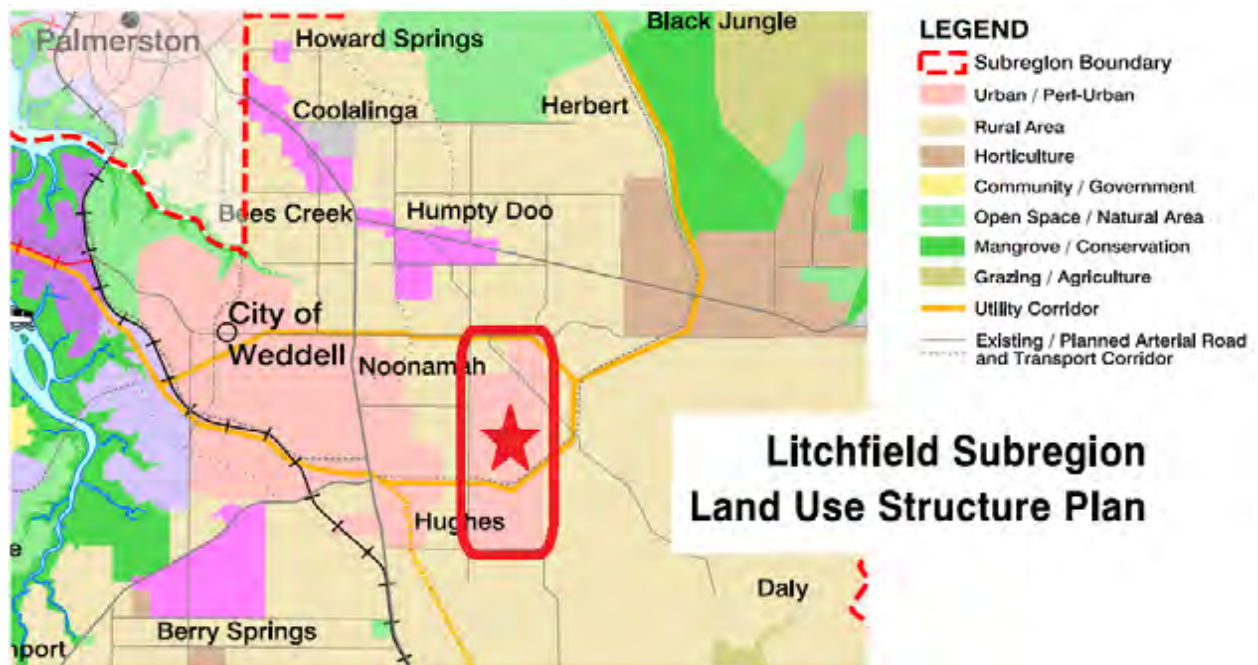 Palmerston
Howard Springs
Black Jungle
Coolalinga
Herbert
Bees Creek
Humpty Doo
City of
Weddell
Noonamah
Hughes
Daly
Berry Springs
nport
e
LEGEND
Subregion Boundary
Urban / Peri-Urban
Rural Area
Horticulture
Community / Government
Open Space / Natural Area
Mangrove / Conservation
Grazing / Agriculture
Utility Corridor
Existing / Planned Arterial Road
and Transport Corridor
Litchfield Subregion
Land Use Structure Plan